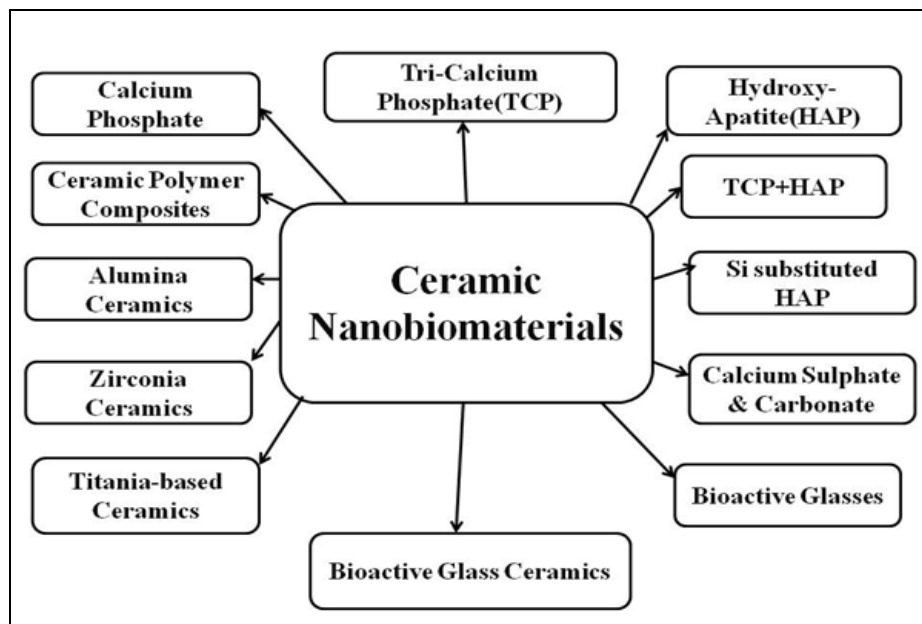 Calcium
Phosphate
Tri-Calcium
Phosphate(TCP)
Hydroxy-
Apatite(HAP)
Ceramic Polymer
Composites
TCP+HAP
Alumina
Ceramics
Ceramic
Nanobiomaterials
Si substituted
HAP
Zirconia
Ceramics
Calcium Sulphate
& Carbonate
Titania-based
Ceramics
Bioactive Glasses
Bioactive Glass Ceramics